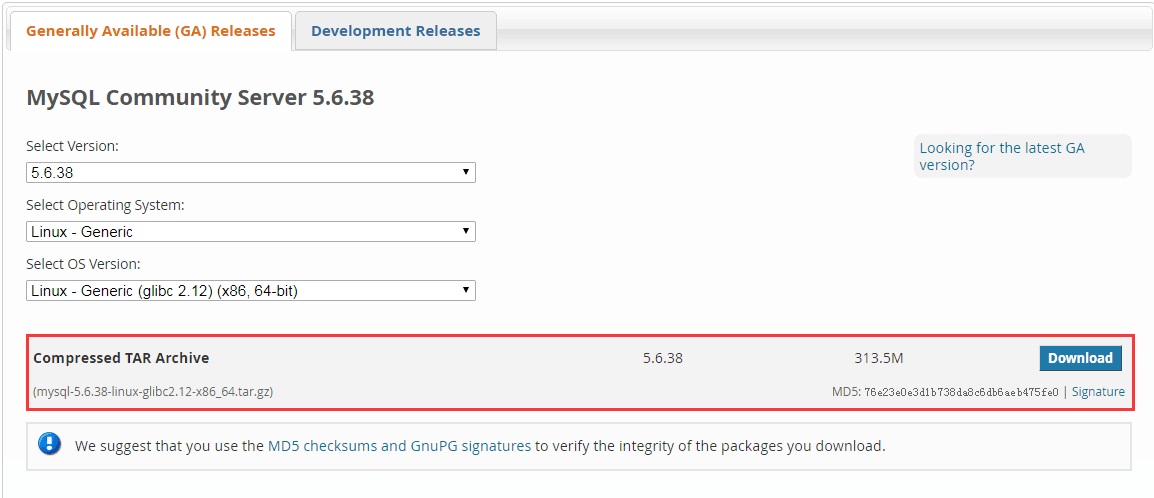 Generally Available (GA) Releases
Development Releases
MySQL Community Server 5.6.38
Select Version:
5.6.38
Looking for the latest GA
version?
Select Operating System:
Linux - Generic
Select OS Version:
Linux - Generic (glibc 2.12) (x86, 64-bit)
Compressed TAR Archive 5.6.38 313.5M Download
(mysql-5.6.38-linux-glibc2.12-x86_64.tar.gz) MD5: 76e23e0e3d1b738da8c6db6aeb475fe0 | Signature
We suggest that you use the MD5 checksums and GnuPG signatures to verify the integrity of the packages you download.